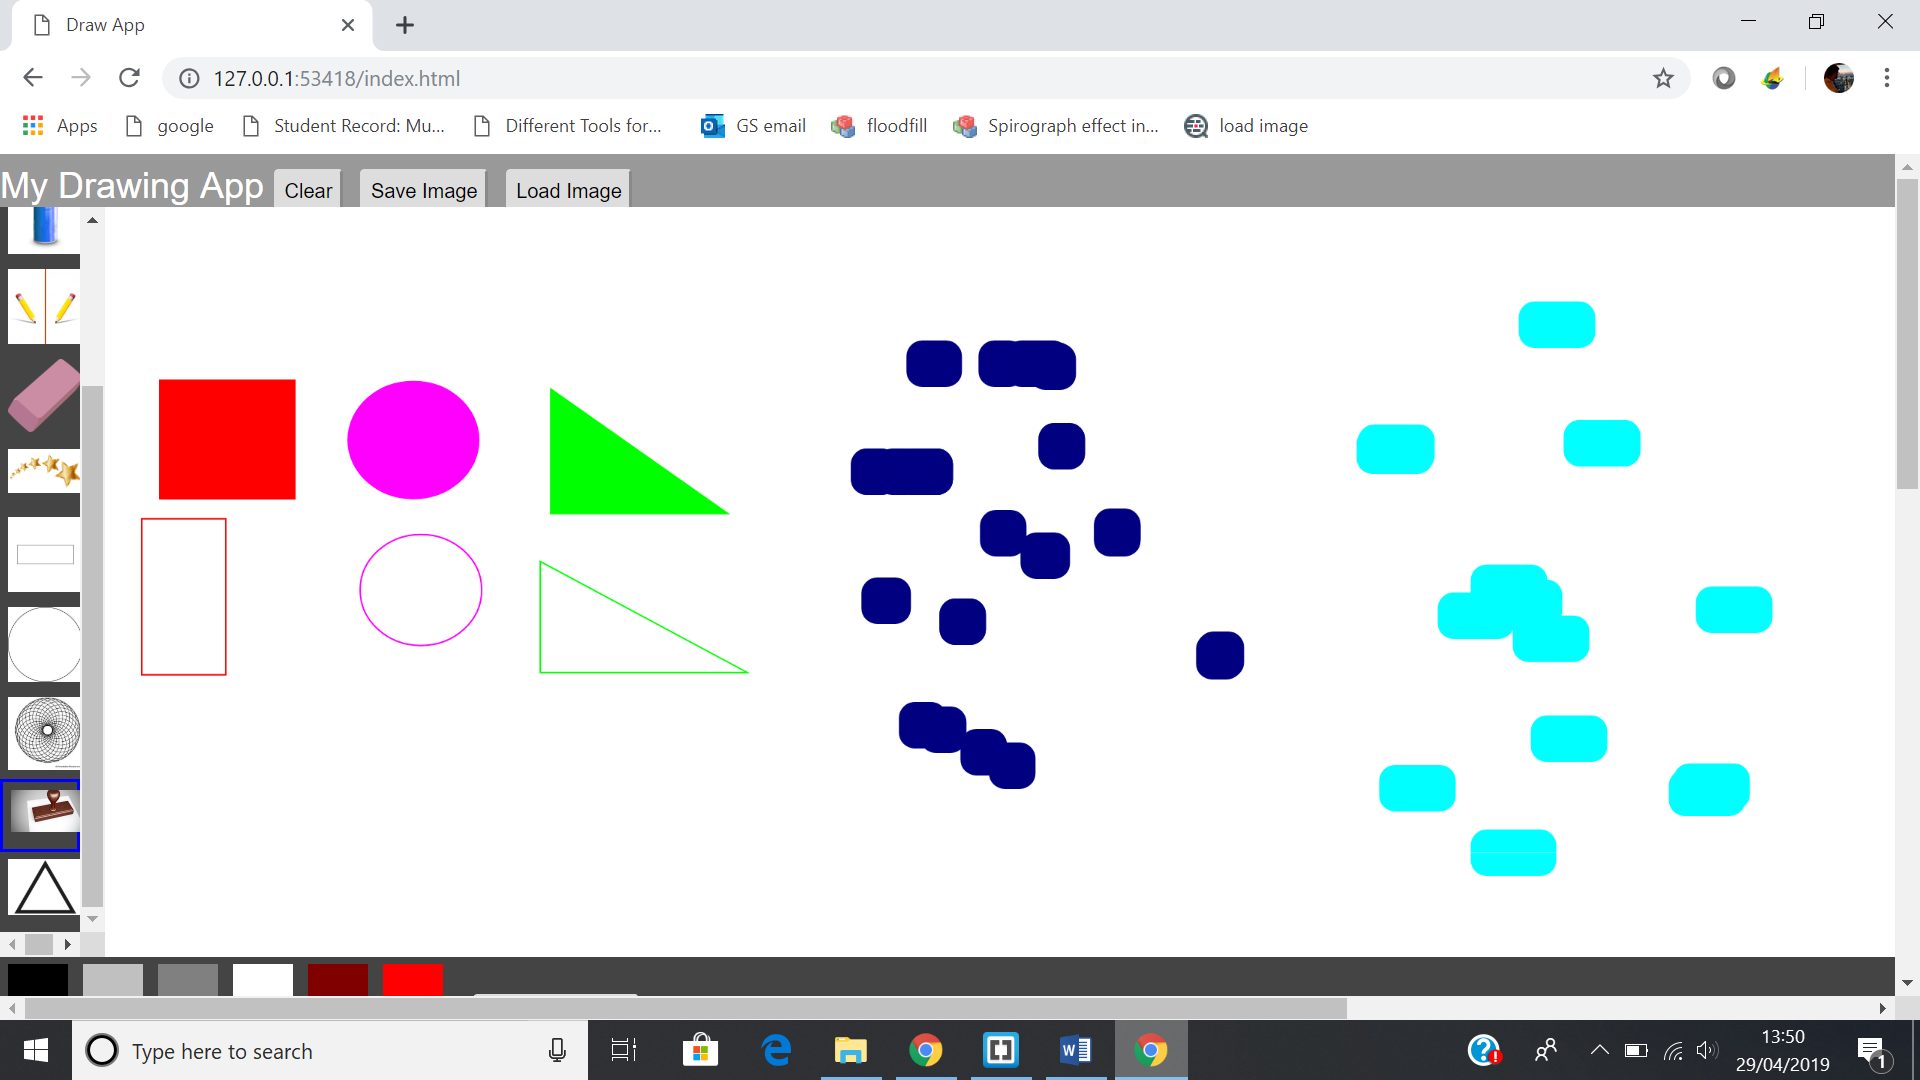 Draw App
127.0.0.1:53418/index.html
Apps google Student Record: Mu... Different Tools for... GS email floodfill Spirograph effect in... load image
My Drawing App Clear Save Image Load Image
Type here to search
13:50
29/04/2019
1